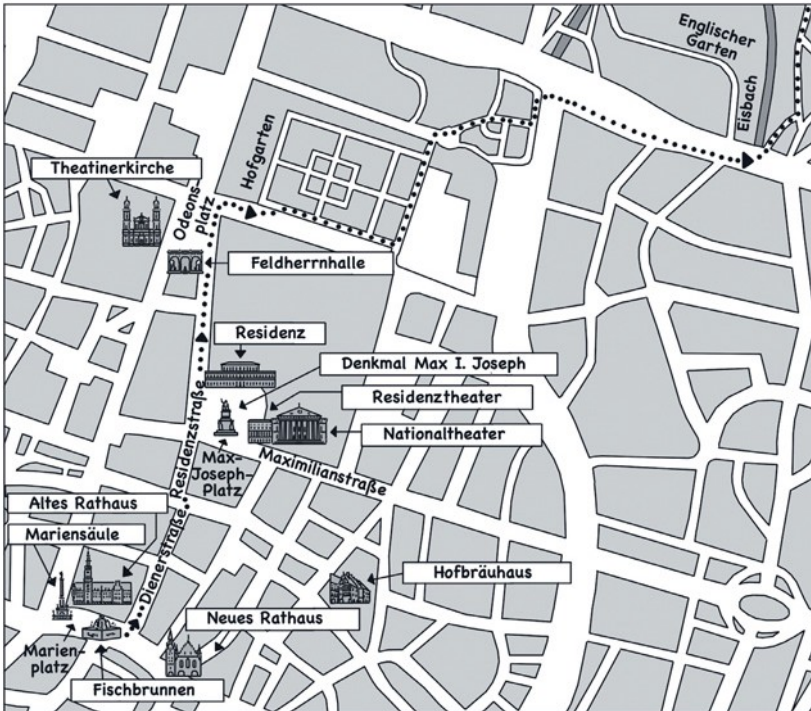 Englischer
Garten
Eisbach
Theatinerkirche
Odeons-
platz
Hofgarten
Feldherrnhalle
Residenz
Denkmal Max I. Joseph
Residenztheater
Nationaltheater
Residenzstraße
Max-
Joseph-
Platz
Maximilianstraße
Altes Rathaus
Mariensäule
Dienerstraße
Hofbräuhaus
Neues Rathaus
Marien-
platz
Fischbrunnen